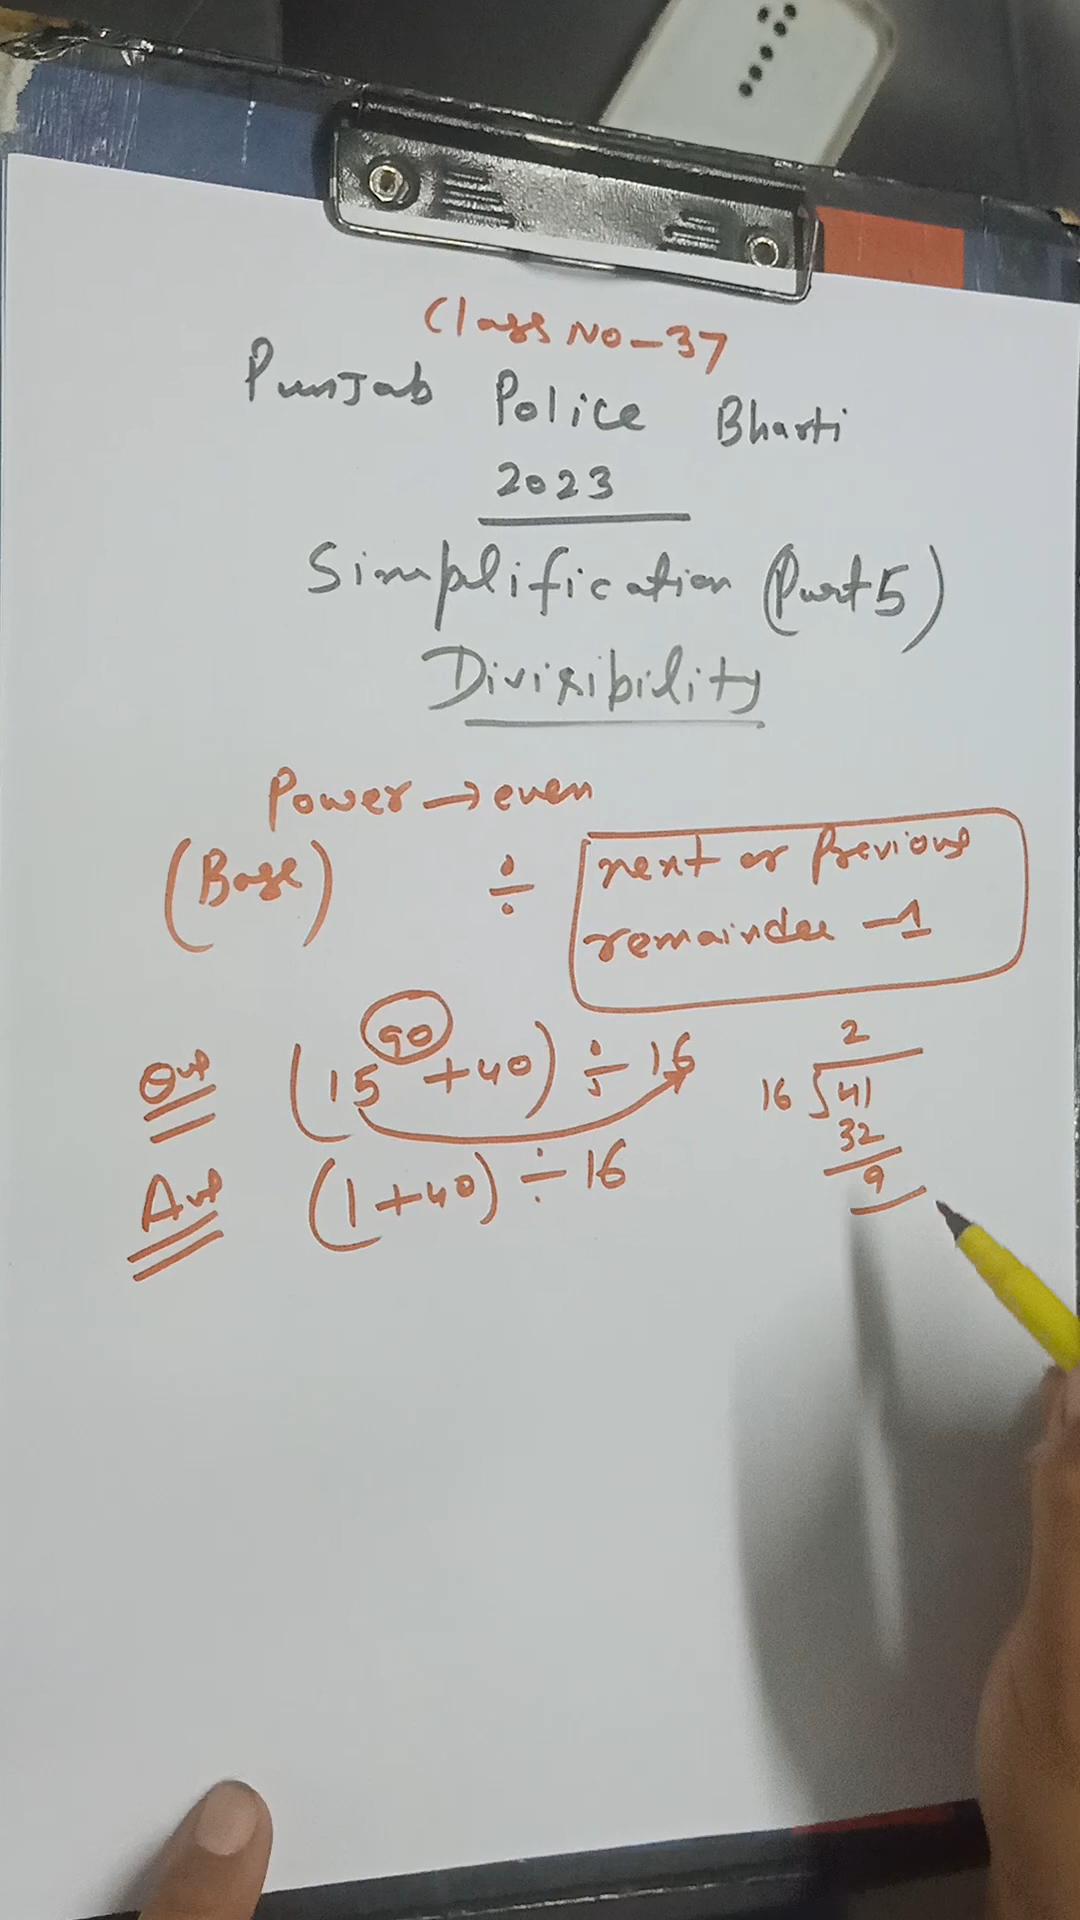 Class No-37
Punjab Police Bharti
2023
Simplification (Part 5)
Divisibility
Power → even
(Base) ÷ next or previous
remainder -1
Que (15^90 + 40) ÷ 16
Ans (1+40) ÷ 16
2
16 √41
32
9